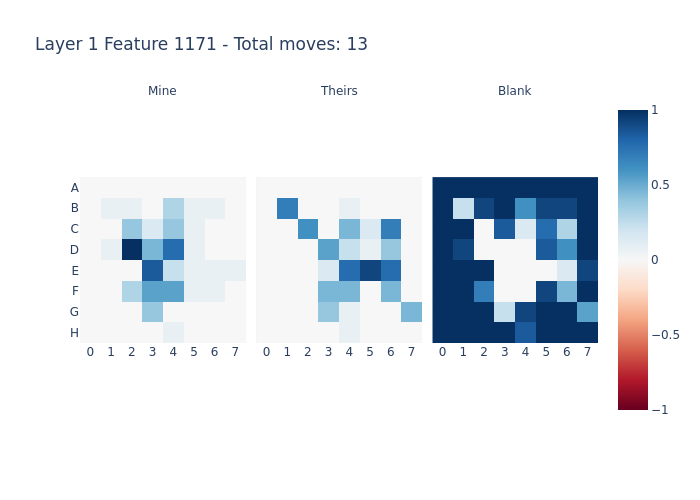 Layer 1 Feature 1171 - Total moves: 13
Mine
Theirs
Blank
A
B
C
D
E
F
G
H
0 1 2 3 4 5 6 7
0 1 2 3 4 5 6 7
0 1 2 3 4 5 6 7
1
0.5
0
−0.5
−1